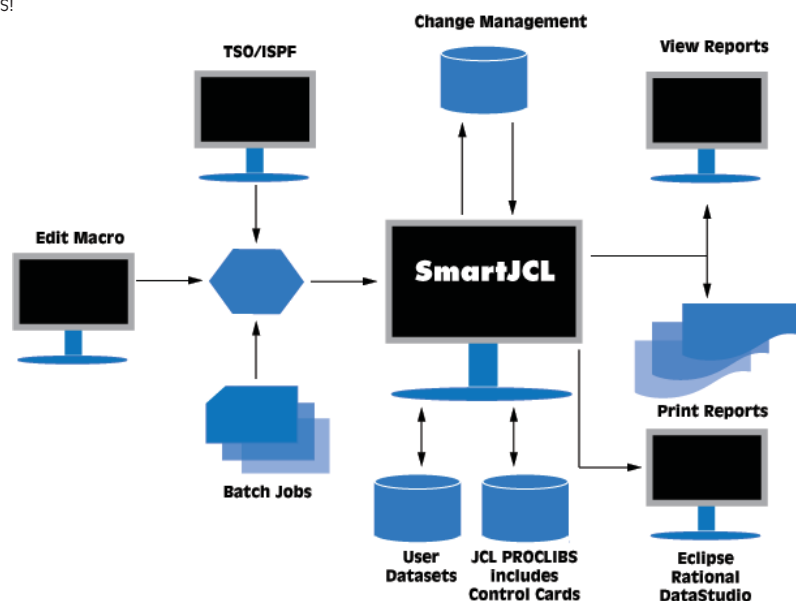 S!
Change Management
TSO/ISPF
View Reports
Edit Macro
SmartJCL
Print Reports
Batch Jobs
User
Datasets
JCL PROCLIBS
includes
Control Cards
Eclipse
Rational
DataStudio